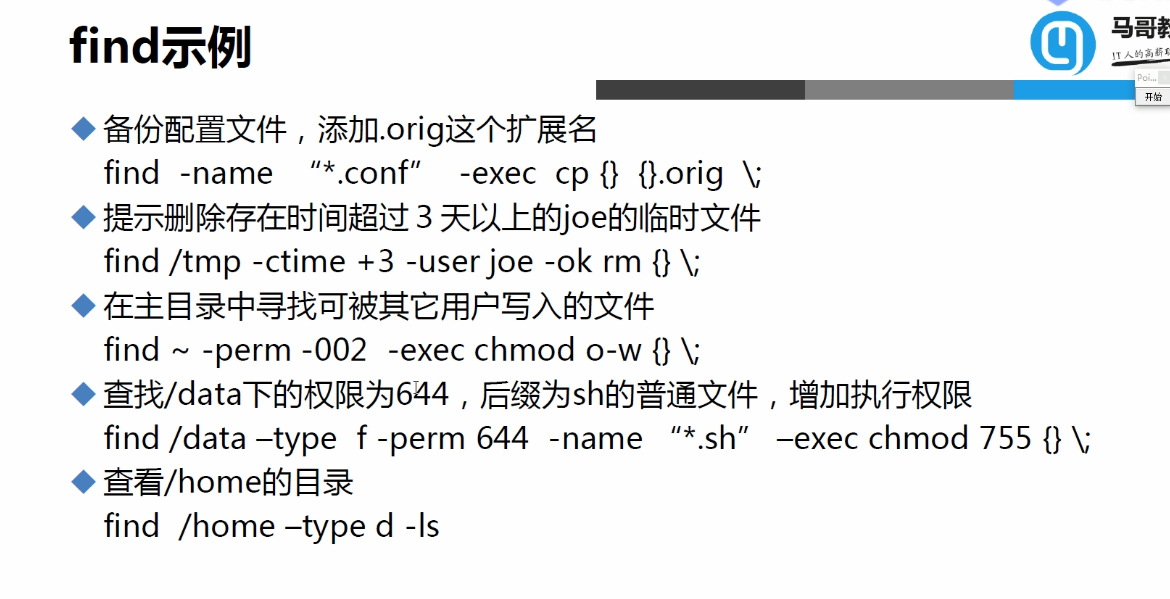 find示例
马哥教
IT人的高薪职
Poi...
开始
备份配置文件，添加.orig这个扩展名
find -name “*.conf” -exec cp {} {}.orig \;
提示删除存在时间超过３天以上的joe的临时文件
find /tmp -ctime +3 -user joe -ok rm {} \;
在主目录中寻找可被其它用户写入的文件
find ~ -perm -002 -exec chmod o-w {} \;
查找/data下的权限为644，后缀为sh的普通文件，增加执行权限
find /data –type f -perm 644 -name “*.sh” –exec chmod 755 {} \;
查看/home的目录
find /home –type d -ls